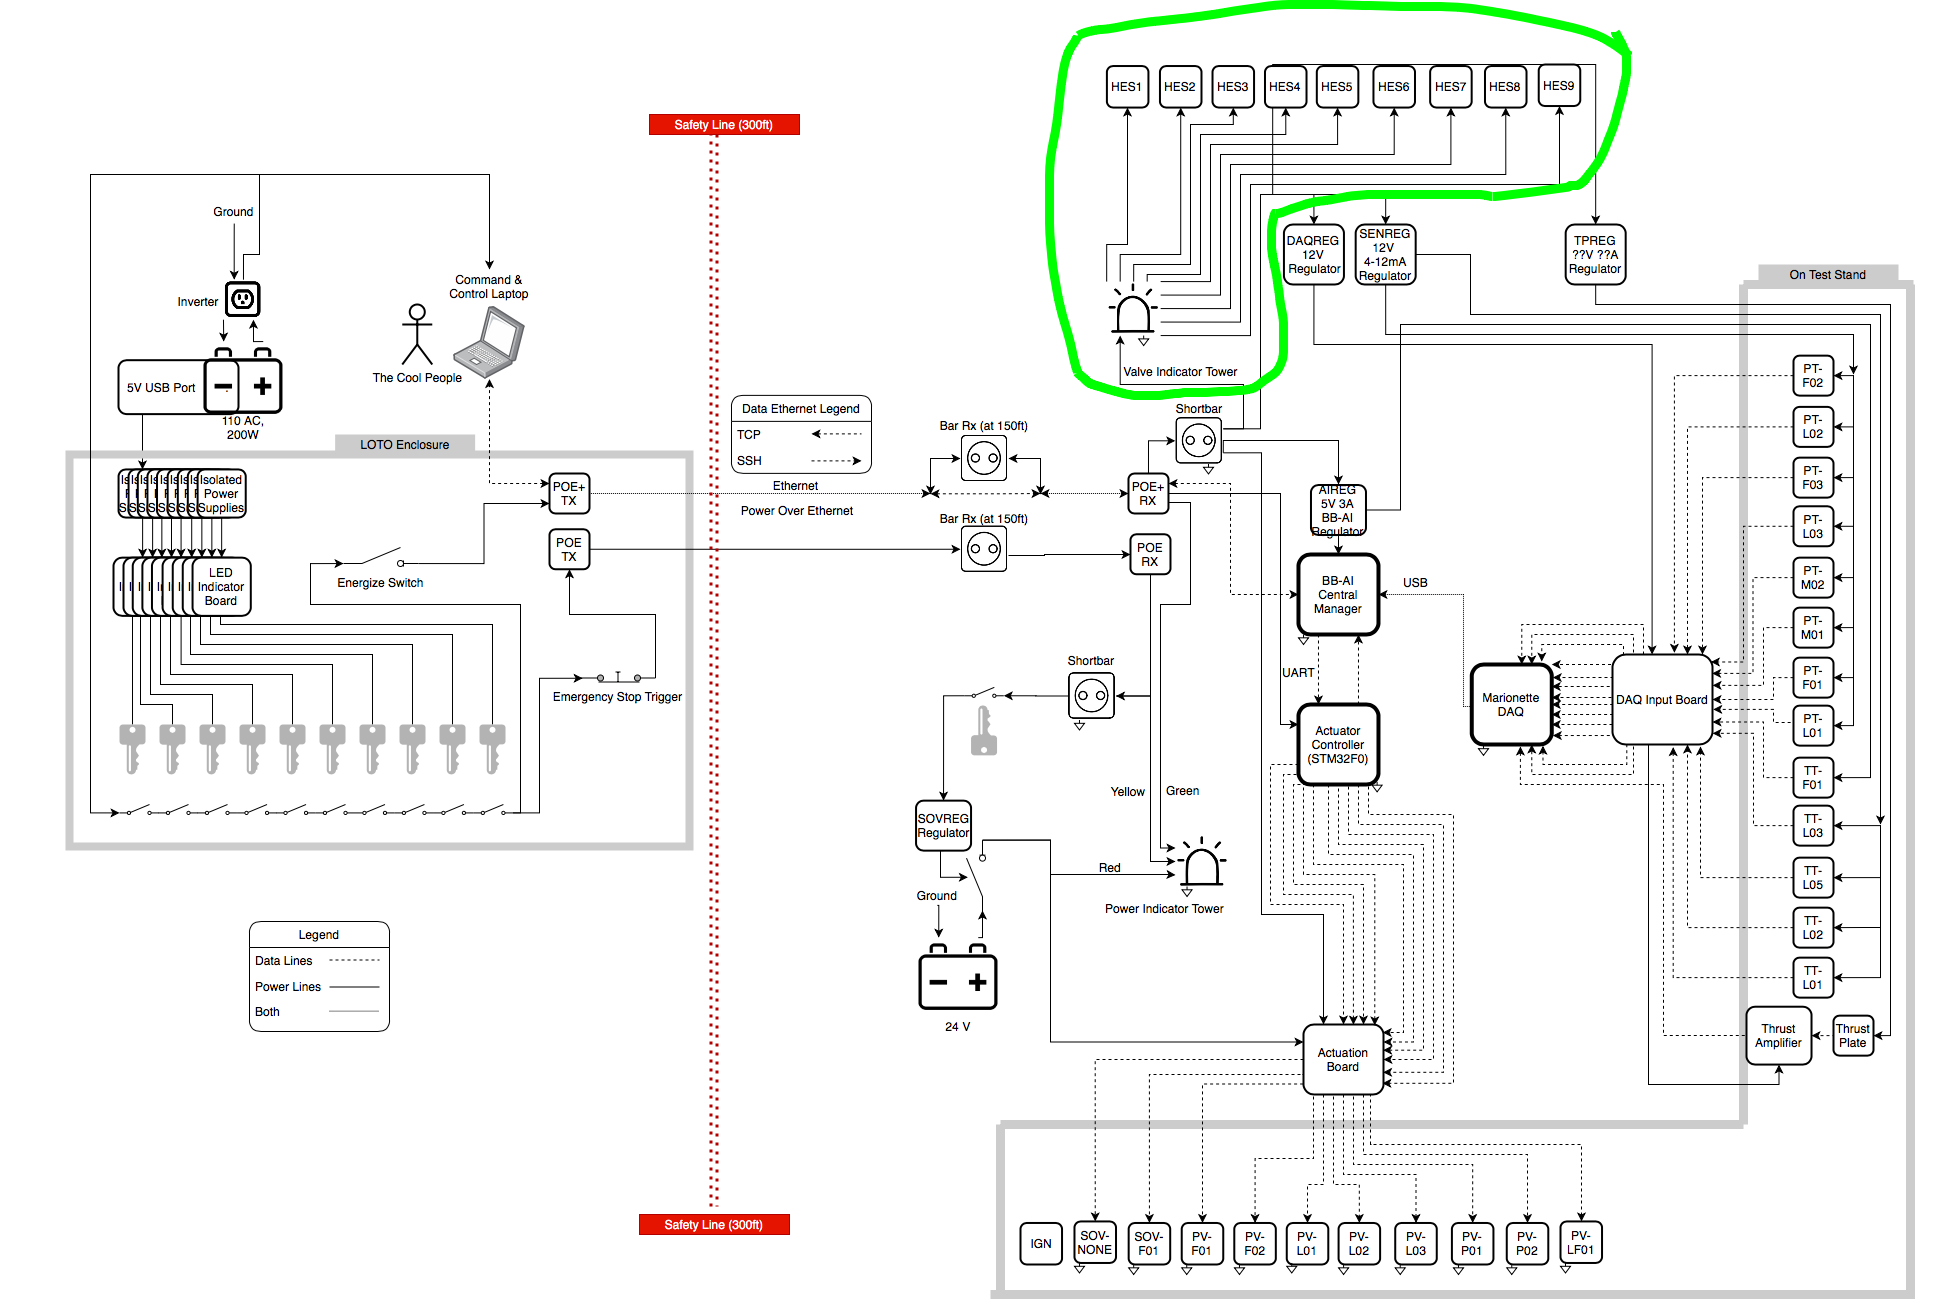 Safety Line (300ft)
HES1
HES2
HES3
HES4
HES5
HES6
HES7
HES8
HES9
Ground
Inverter
Command &
Control Laptop
5V USB Port
The Cool People
110 AC,
200W
LOTO Enclosure
Isolated
Power
Supplies
LED
Indicator
Board
Energize Switch
POE+
TX
POE
TX
Emergency Stop Trigger
Data Ethernet Legend
TCP
SSH
Ethernet
Power Over Ethernet
Bar Rx (at 150ft)
Bar Rx (at 150ft)
Valve Indicator Tower
Shortbar
POE+
RX
POE
RX
DAQREG
12V
Regulator
SENREG
12V
4-12mA
Regulator
TPREG
??V ??A
Regulator
On Test Stand
AIREG
5V 3A
BB-AI
Regulator
BB-AI
Central
Manager
USB
UART
Shortbar
Actuator
Controller
(STM32F0)
Marionette
DAQ
DAQ Input Board
PT-
F02
PT-
L02
PT-
F03
PT-
L03
PT-
M02
PT-
M01
PT-
F01
PT-
L01
TT-
F01
TT-
L03
TT-
L05
TT-
L02
TT-
L01
Thrust
Amplifier
Thrust
Plate
Yellow
Green
SOVREG
Regulator
Red
Ground
Power Indicator Tower
24 V
Legend
Data Lines
Power Lines
Both
Actuation
Board
Safety Line (300ft)
IGN
SOV-
NONE
SOV-
F01
PV-
F01
PV-
F02
PV-
L01
PV-
L02
PV-
L03
PV-
P01
PV-
P02
PV-
LF01